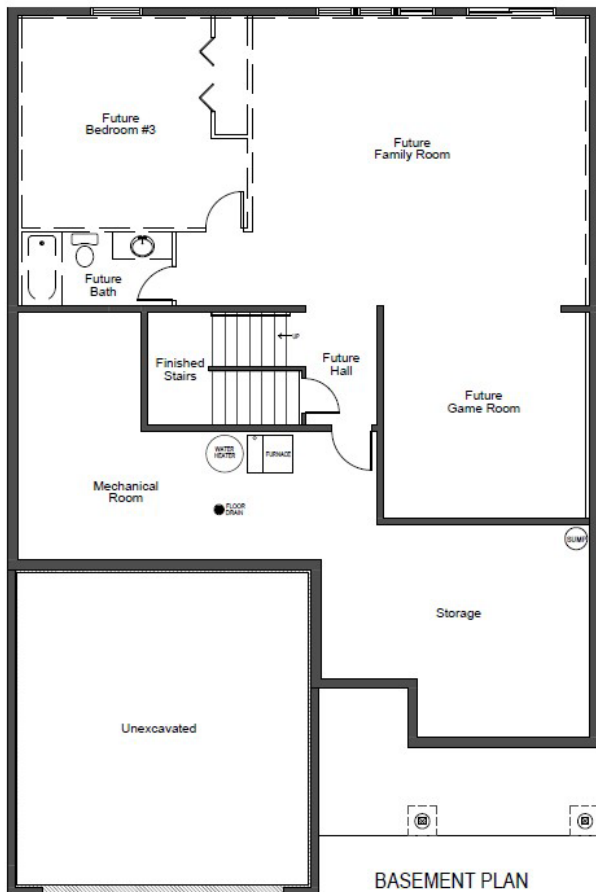 Future
Bedroom #3
Future
Family Room
Future
Bath
Finished
Stairs
UP
Future
Hall
Future
Game Room
WATER
HEATER
FURNACE
Mechanical
Room
FLOOR
DRAIN
SUMP
Storage
Unexcavated
BASEMENT PLAN